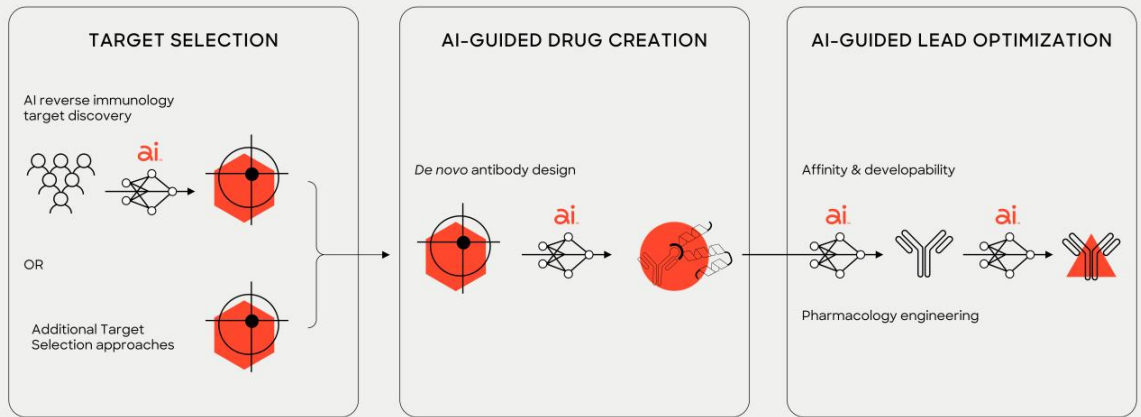 TARGET SELECTION
AI reverse immunology
target discovery
ai
OR
Additional Target
Selection approaches
AI-GUIDED DRUG CREATION
De novo antibody design
ai
AI-GUIDED LEAD OPTIMIZATION
Affinity & developability
ai
ai
Pharmacology engineering